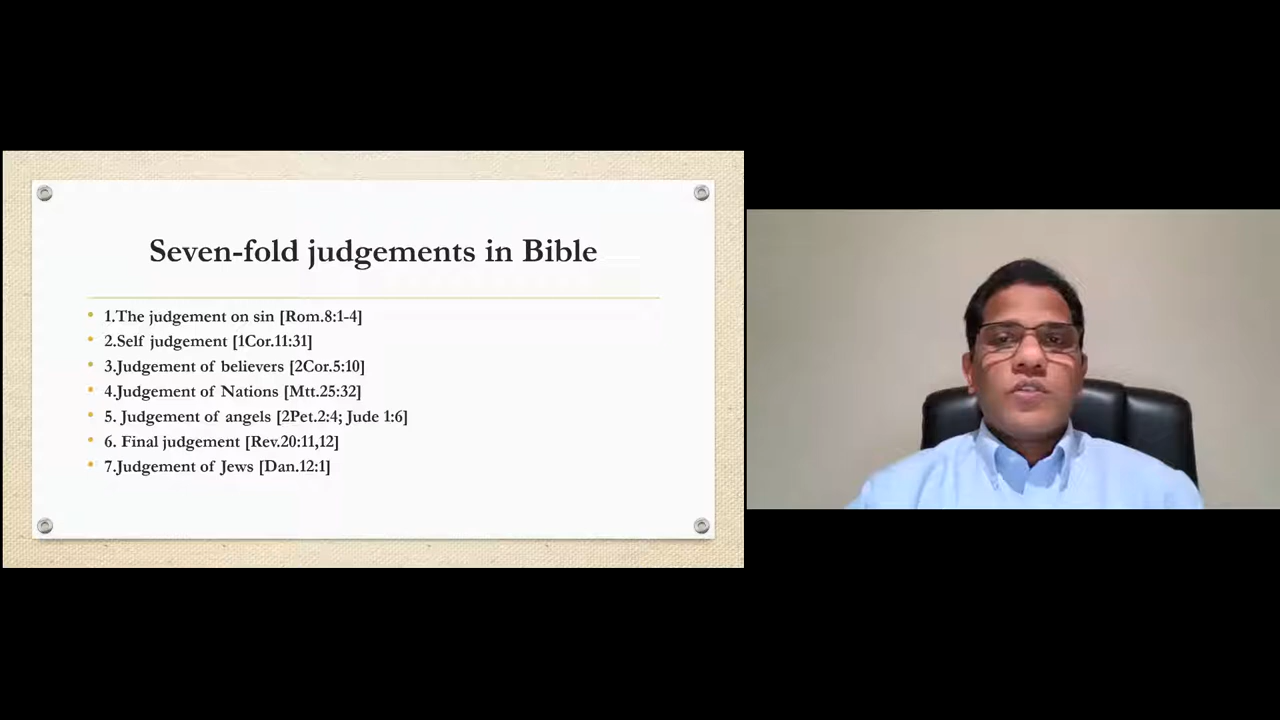 Seven-fold judgements in Bible
• 1.The judgement on sin [Rom.8:1-4]
• 2.Self judgement [1Cor.11:31]
• 3.Judgement of believers [2Cor.5:10]
• 4.Judgement of Nations [Mtt.25:32]
• 5. Judgement of angels [2Pet.2:4; Jude 1:6]
• 6. Final judgement [Rev.20:11,12]
• 7.Judgement of Jews [Dan.12:1]